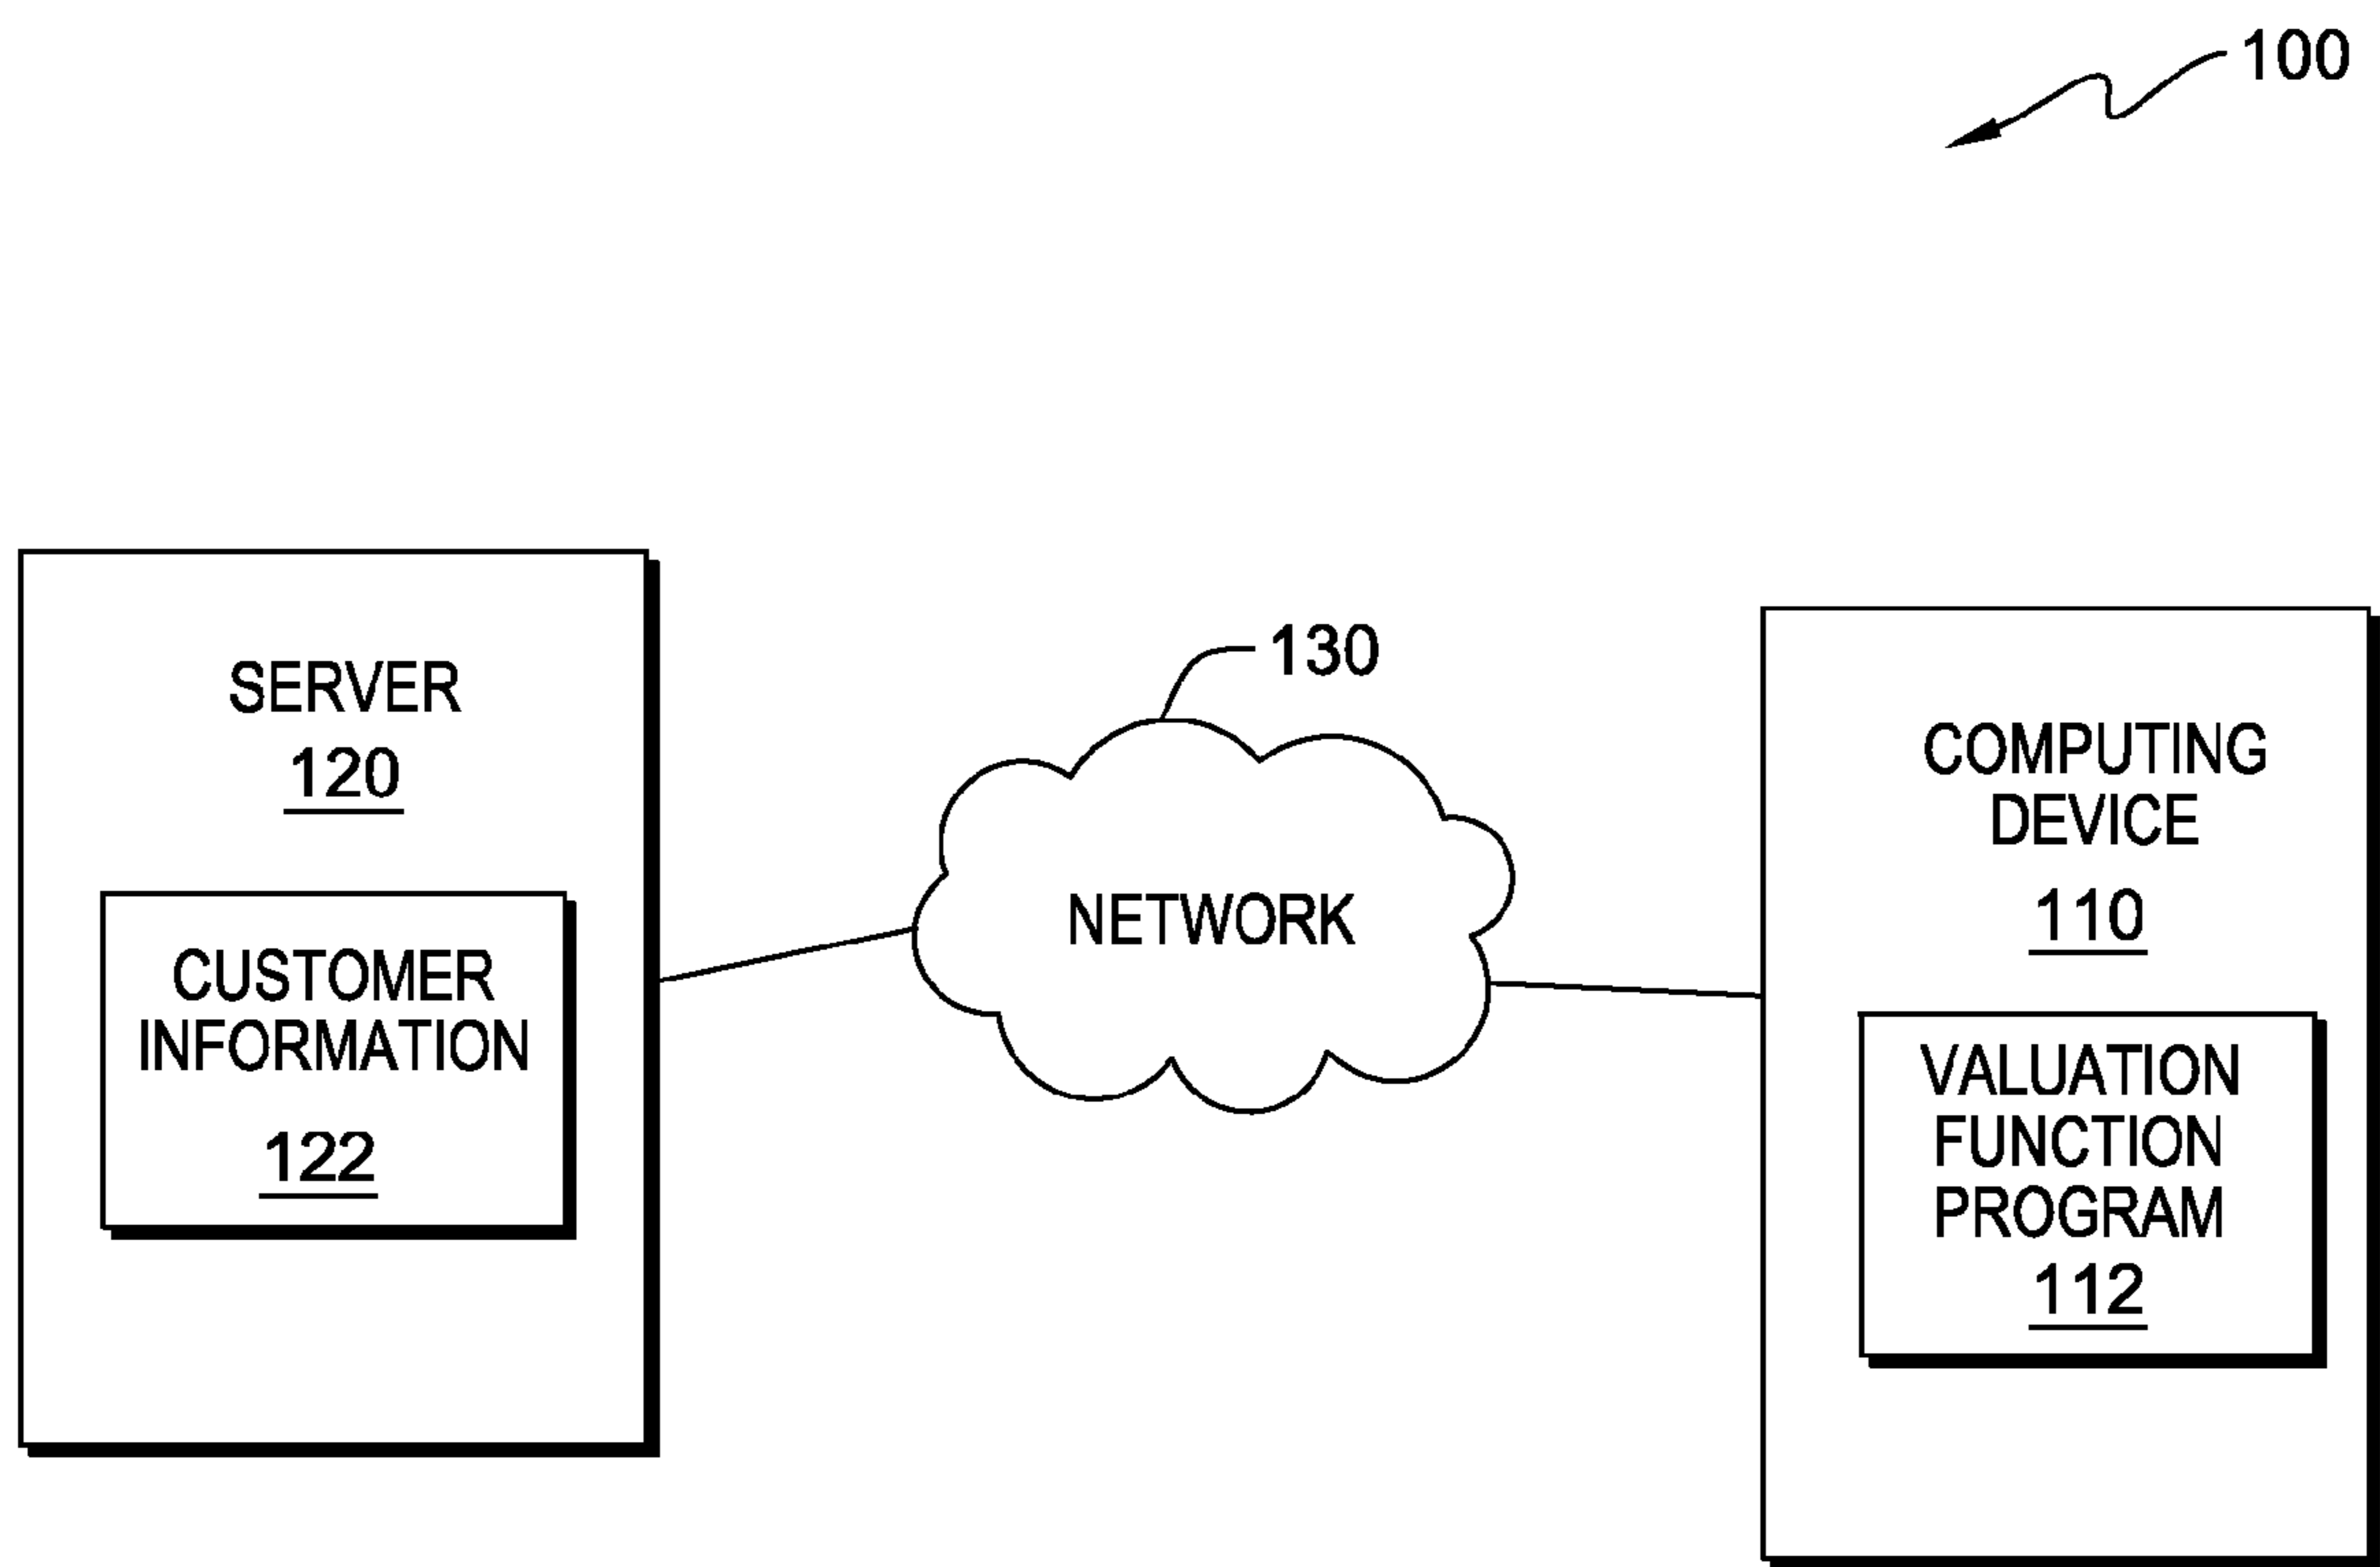 100
SERVER
120
CUSTOMER
INFORMATION
122
130
NETWORK
COMPUTING
DEVICE
110
VALUATION
FUNCTION
PROGRAM
112